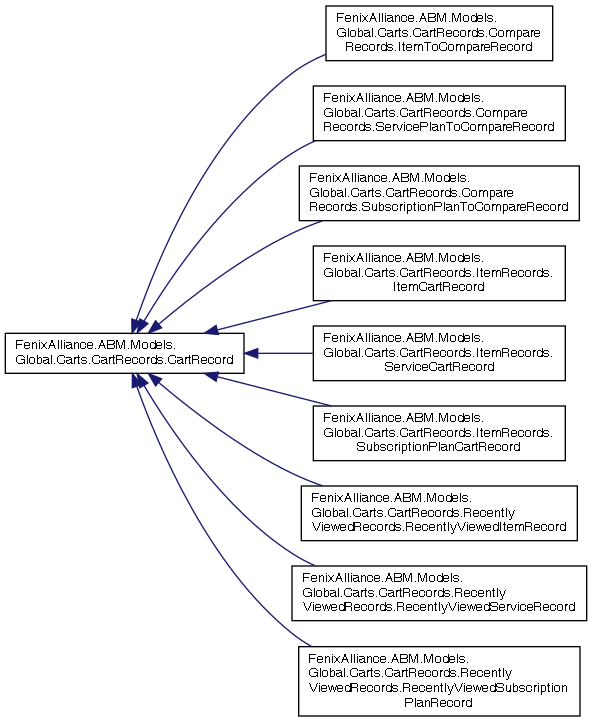 FenixAlliance.ABM.Models.
Global.Carts.CartRecords.Compare
Records.ItemToCompareRecord
FenixAlliance.ABM.Models.
Global.Carts.CartRecords.Compare
Records.ServicePlanToCompareRecord
FenixAlliance.ABM.Models.
Global.Carts.CartRecords.Compare
Records.SubscriptionPlanToCompareRecord
FenixAlliance.ABM.Models.
Global.Carts.CartRecords.ItemRecords.
ItemCartRecord
FenixAlliance.ABM.Models.
Global.Carts.CartRecords.CartRecord
FenixAlliance.ABM.Models.
Global.Carts.CartRecords.ItemRecords.
ServiceCartRecord
FenixAlliance.ABM.Models.
Global.Carts.CartRecords.ItemRecords.
SubscriptionPlanCartRecord
FenixAlliance.ABM.Models.
Global.Carts.CartRecords.Recently
ViewedRecords.RecentlyViewedItemRecord
FenixAlliance.ABM.Models.
Global.Carts.CartRecords.Recently
ViewedRecords.RecentlyViewedServiceRecord
FenixAlliance.ABM.Models.
Global.Carts.CartRecords.Recently
ViewedRecords.RecentlyViewedSubscription
PlanRecord